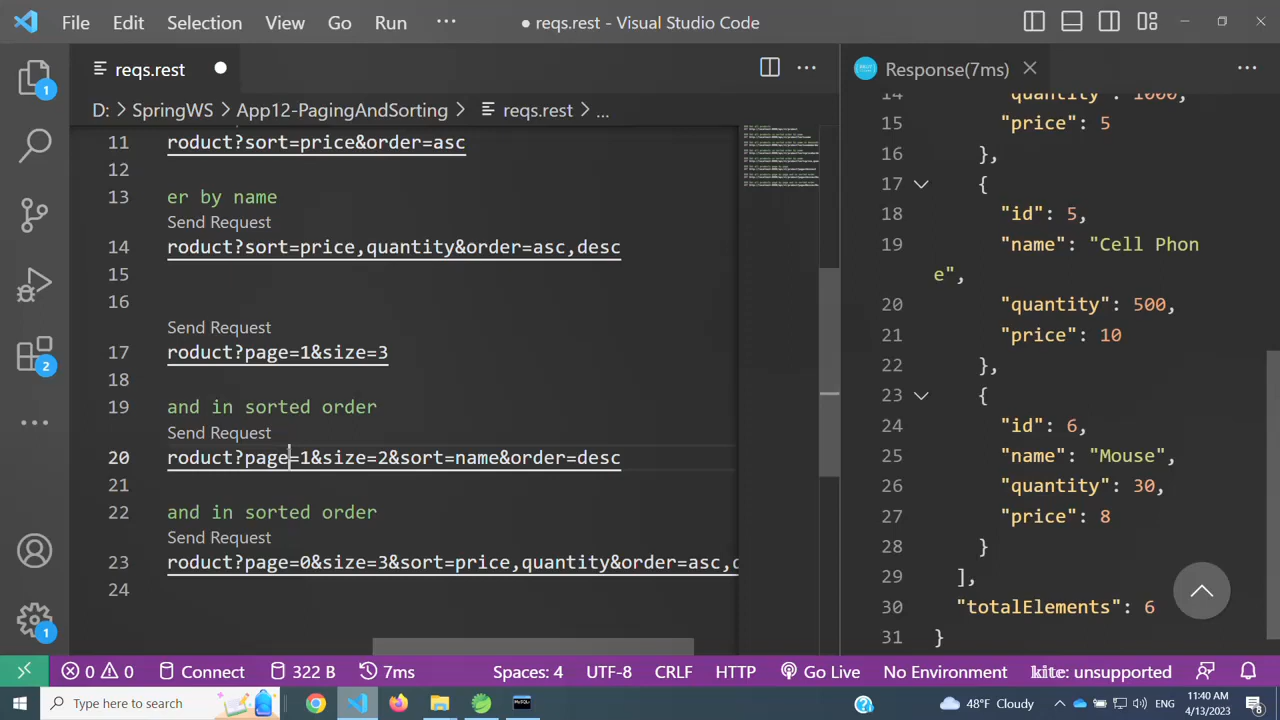 File Edit Selection View Go Run ··· ● reqs.rest - Visual Studio Code
reqs.rest
Response(7ms)
D: > SpringWS > App12-PagingAndSorting > reqs.rest > ...
11 roduct?sort=price&order=asc
12
13 er by name
Send Request
14 roduct?sort=price,quantity&order=asc,desc
15
16
Send Request
17 roduct?page=1&size=3
18
19 and in sorted order
Send Request
20 roduct?page=1&size=2&sort=name&order=desc
21
22 and in sorted order
Send Request
23 roduct?page=0&size=3&sort=price,quantity&order=asc,
24
14 "quantity": 1000,
15 "price": 5
16 },
17 {
18 "id": 5,
19 "name": "Cell Phon
e",
20 "quantity": 500,
21 "price": 10
22 },
23 {
24 "id": 6,
25 "name": "Mouse",
26 "quantity": 30,
27 "price": 8
28 }
29 ],
30 "totalElements": 6
31 }
1
2
1
0 0 Connect 322 B 7ms Spaces: 4 UTF-8 CRLF HTTP Go Live No Environment kite: unsupported
Type here to search
48°F Cloudy
ENG
11:40 AM
4/13/2023
8